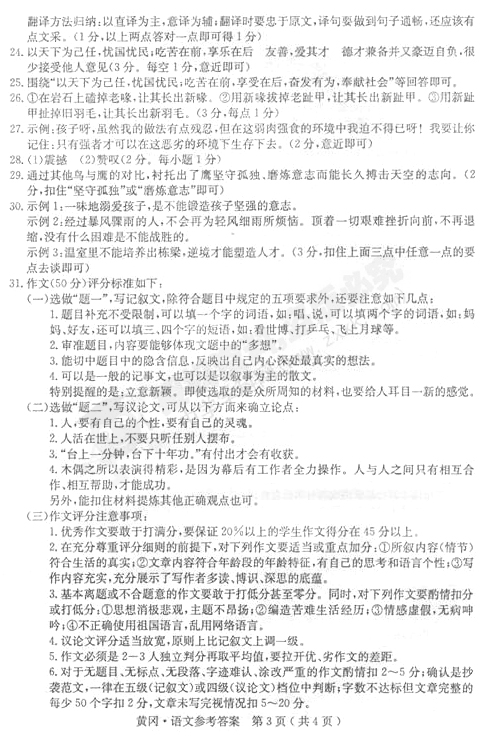 翻译方法归纳:以直译为主,意译为辅;翻译时要忠于原文,译句要做到句子通畅,还应该有
点文采。(1分,以上两点答对一点即可得1分)
24.以天下为己任,忧国忧民;吃苦在前,享乐在后 友善,爱其才 德才兼备并又豪迈自负,很
少接受他人意见(3分。每空1分,意近即可)
25.围绕“以天下为己任,忧国忧民;吃苦在前,享受在后,奋发有为,奉献社会”等回答即可。
26.①在岩石上磕掉老喙,让其长出新喙。②用新喙拔掉老趾甲,让其长出新趾甲。③用新趾
甲扯掉旧羽毛,让其长出新羽毛。(3分,每点1分)
27.示例:孩子呀,虽然我的做法有点残忍,但在这弱肉强食的环境中我迫不得已呀!我要让你
记住:只有强者才可以在这恶劣的环境下生存下去。(2分,意近即可)
28.(1)震撼 (2)赞叹(2分。每小题1分)
29.通过其他鸟与鹰的对比,衬托出了鹰坚守孤独、磨炼意志而能长久搏击天空的志向。(2
分,扣住“坚守孤独”或“磨炼意志”即可)
30.示例1:一味地溺爱孩子,是不能锻造孩子坚强的意志。
示例2:经过暴风骤雨的人,不会再为轻风细雨所烦恼。顶着一切艰难挫折向前,不再退
缩,没有什么困难是不能战胜的。
示例3:温室里不能培养出栋梁,逆境才能塑造人才。(3分,扣住上面三点中任意一点的要
点去谈即可)
31.作文(50分)评分标准如下:
(一)选做“题一”,写记叙文,除符合题目中规定的五项要求外,还要注意如下几点:
1.题目补充不受限制,可以填一个字的词语,如:唱、说,可以填两个字的词语,如:妈
妈、好友,还可以填三、四个字的短语,如:看世博、打乒乓、飞上月球等。
2.审准题目,内容要能够体现文题中的“多想”。
3.能切中题目中的隐含信息,反映出自己内心深处最真实的想法。
4.可以是一般的记事文,也可以是以叙事为主的散文。
特别提醒的是:立意新颖。即使选取的是众所周知的材料,也要给人耳目一新的感觉。
(二)选做“题二”,写议论文,可从以下方面来确立论点:
1.人,要有自己的个性,要有自己的灵魂。
2.人活在世上,不要只听任别人摆布。
3.“台上一分钟,台下十年功。”有付出才会有收获。
4.木偶之所以表演得精彩,是因为幕后有工作者全力操作。人与人之间只有相互合
作、相互帮助,才能成功。
另外,能扣住材料提炼其他正确观点也可。
(三)作文评分注意事项:
1.优秀作文要敢于打满分,要保证20%以上的学生作文得分在45分以上。
2.在充分尊重评分细则的前提下,对下列作文要适当或重点加分:①所叙内容(情节)
符合生活的真实;②文章内容符合年龄段的年龄特征,有自己的思考和语言个性;③写
作内容充实,充分展示了写作者多读、博识、深思的底蕴。
3.基本离题或不合题意的作文要敢于打低分甚至零分。同时,对下列作文要酌情扣分
或打低分:①思想消极悲观,主题不昂扬;②编造苦难生活经历;③情感虚假,无病呻
吟;④不正确使用祖国语言,乱用网络语言。
4.议论文评分适当放宽,原则上比记叙文上调一级。
5.作文必须是2-3人独立判分再取平均值,要拉开优、劣作文的差距。
6.对于无题目、无标点、无段落、字迹难认、涂改严重的作文酌情扣2~5分;确认是抄
袭范文,一律在五级(记叙文)或四级(议论文)档位中判断;字数不达标但文章完整的
每少50个字扣2分,文章未写完视情况扣5~20分。
黄冈·语文参考答案 第3页(共4页)